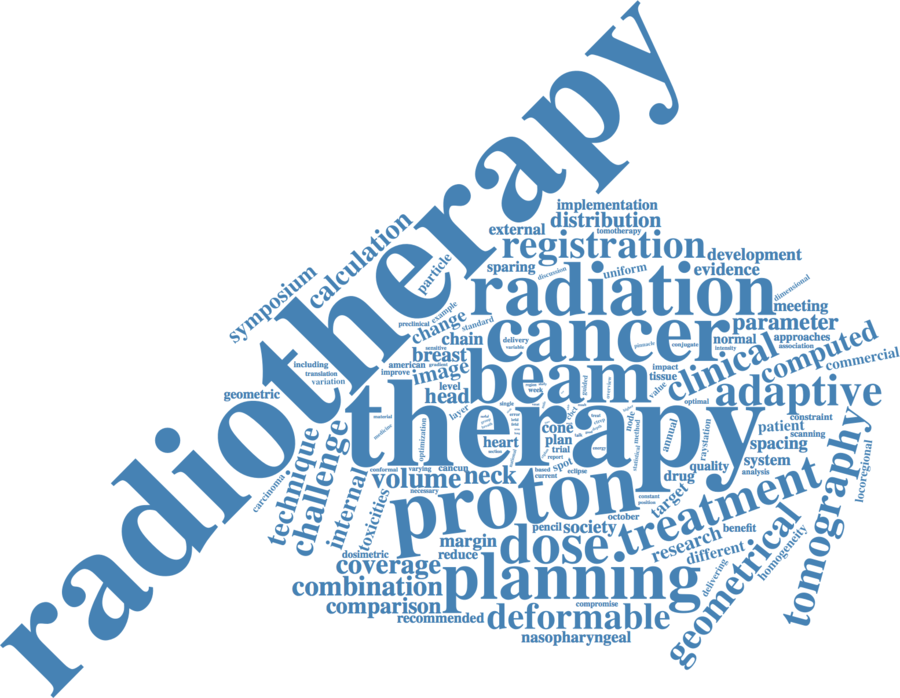 radiotherapy
therapy
implementation
distribution
external
tomotherapy
registration
development
sparing
discussion
uniform
evidence
dimensional
radiation
meeting
calculation
symposium
particle
example
preclinical
change
standard
cancer
parameter
chain
delivery
variable
pinnacle
conjugate
normal
intensity
approaches
association
breast
sensitive
american
gradient
improve
image
beam
impact
tissue
value
clinical
computed
commercial
including
translation
variation
geometric
level
head
layer
week
single
guided
overview
optimal
adaptive
material
medicine
optimization
heart
cone
plan
trial
report
energy
node
method
statistical
annual
raystation
constraint
patient
scanning
spacing
system
analysis
quality
drug
carcinoma
technique
challenge
internal
toxicities
conformal
varying
cancun
necessary
volume
neck
based
current
spot
eclipse
proton
constant
position
target
treatment
tomography
locoregional
october
pencil
society
margin
reduce
dose
research
benefit
different
delivering
homogeneity
geometrical
dosimetric
coverage
combination
comparison
planning
compromise
recommended
deformable
nasopharyngeal